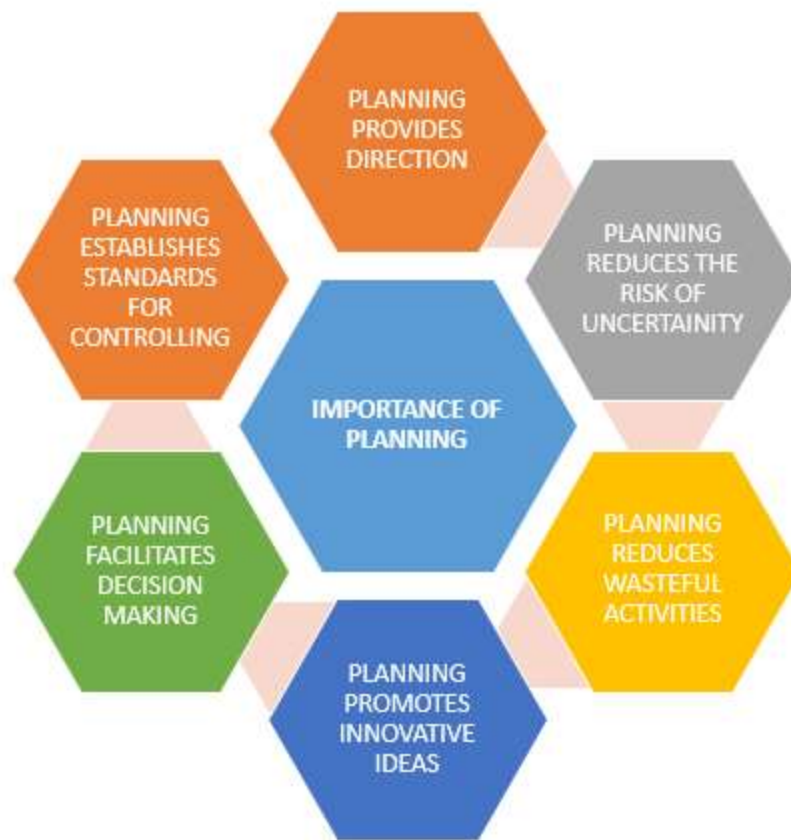 PLANNING
PROVIDES
DIRECTION
PLANNING
REDUCES THE
RISK OF
UNCERTAINITY
PLANNING
REDUCES
WASTEFUL
ACTIVITIES
PLANNING
PROMOTES
INNOVATIVE
IDEAS
PLANNING
FACILITATES
DECISION
MAKING
PLANNING
ESTABLISHES
STANDARDS
FOR
CONTROLLING
IMPORTANCE OF
PLANNING